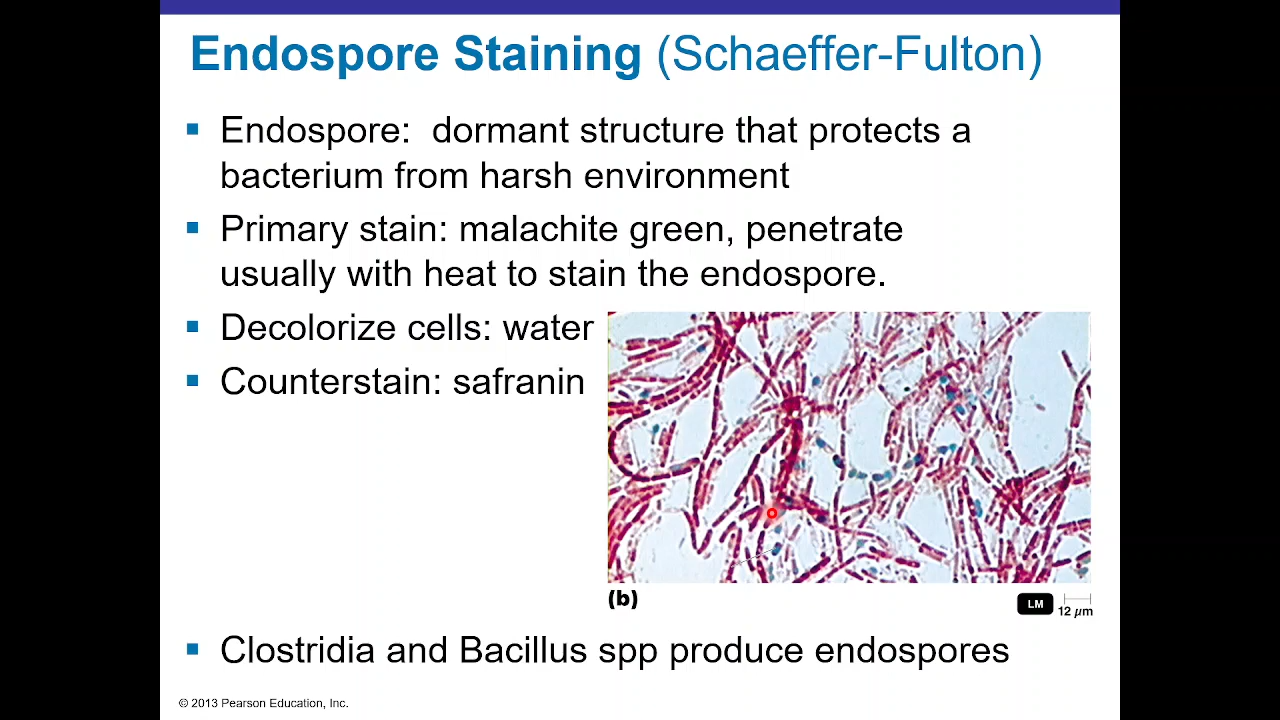 Endospore Staining (Schaeffer-Fulton)
Endospore:  dormant structure that protects a
bacterium from harsh environment
Primary stain: malachite green, penetrate
usually with heat to stain the endospore.
Decolorize cells: water
Counterstain: safranin
(b)
LM
12 µm
Clostridia and Bacillus spp produce endospores
© 2013 Pearson Education, Inc.